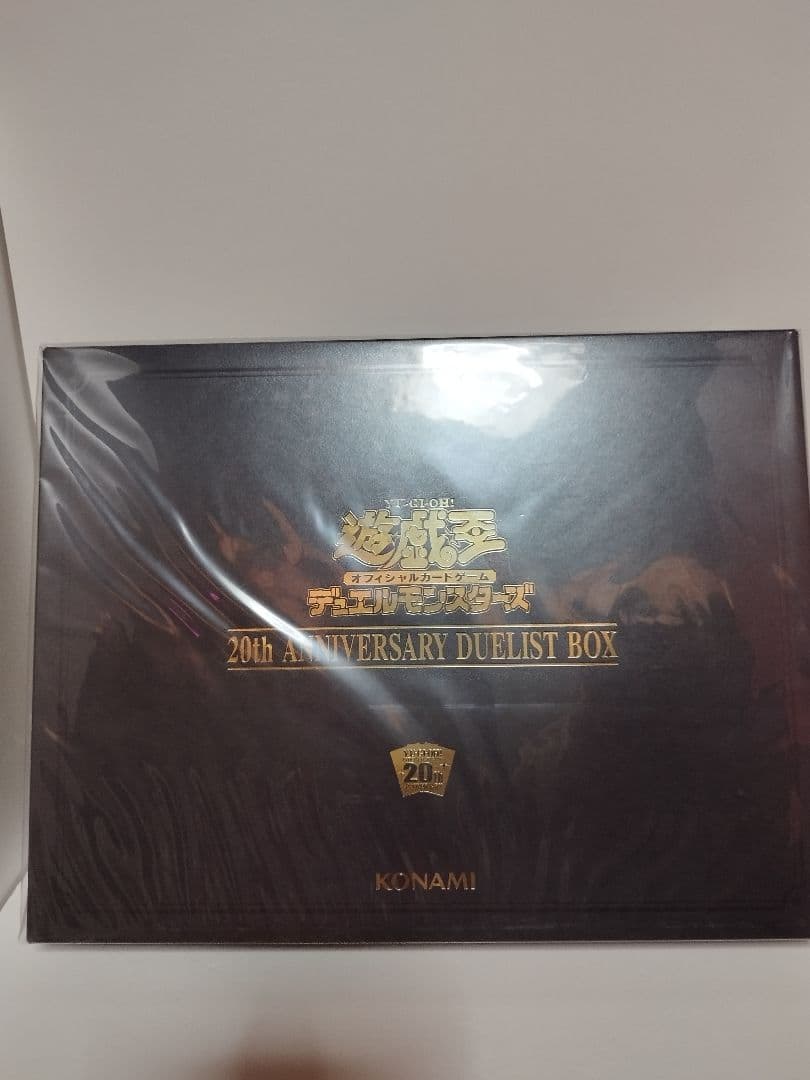 YU-GI-OH!
遊戯王
オフィシャルカードゲーム
デュエルモンスターズ
20th ANNIVERSARY DUELIST BOX
20th
KONAMI